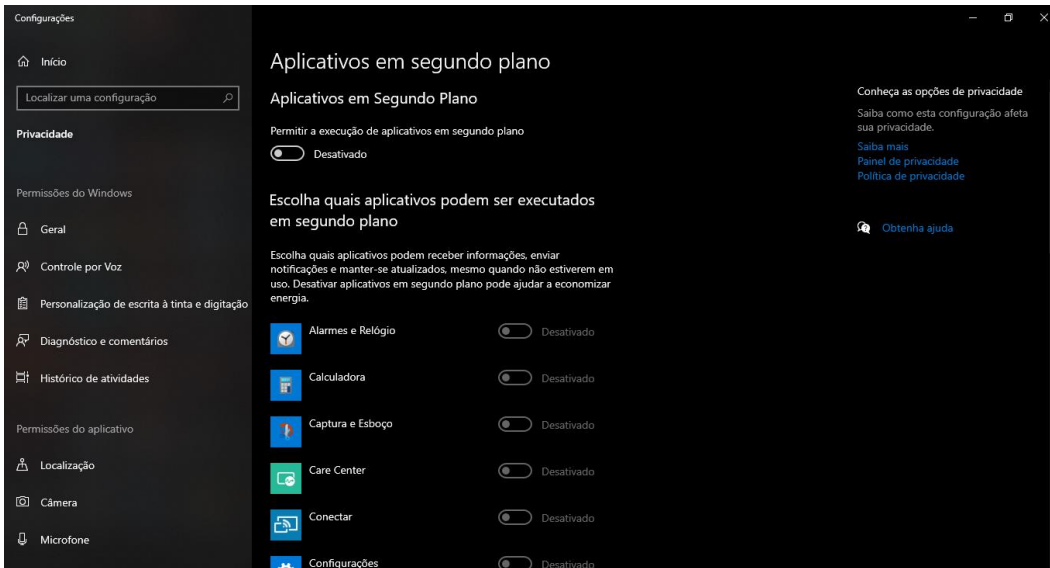 Configurações
Início
Localizar uma configuração
Privacidade
Permissões do Windows
Geral
Controle por Voz
Personalização de escrita à tinta e digitação
Diagnóstico e comentários
Histórico de atividades
Permissões do aplicativo
Localização
Câmera
Microfone
Aplicativos em segundo plano
Aplicativos em Segundo Plano
Permitir a execução de aplicativos em segundo plano
Desativado
Escolha quais aplicativos podem ser executados
em segundo plano
Escolha quais aplicativos podem receber informações, enviar
notificações e manter-se atualizados, mesmo quando não estiverem em
uso. Desativar aplicativos em segundo plano pode ajudar a economizar
energia.
Alarmes e Relógio Desativado
Calculadora Desativado
Captura e Esboço Desativado
Care Center Desativado
Conectar Desativado
Configurações Desativado
Conheça as opções de privacidade
Saiba como esta configuração afeta
sua privacidade.
Saiba mais
Painel de privacidade
Política de privacidade
Obtenha ajuda